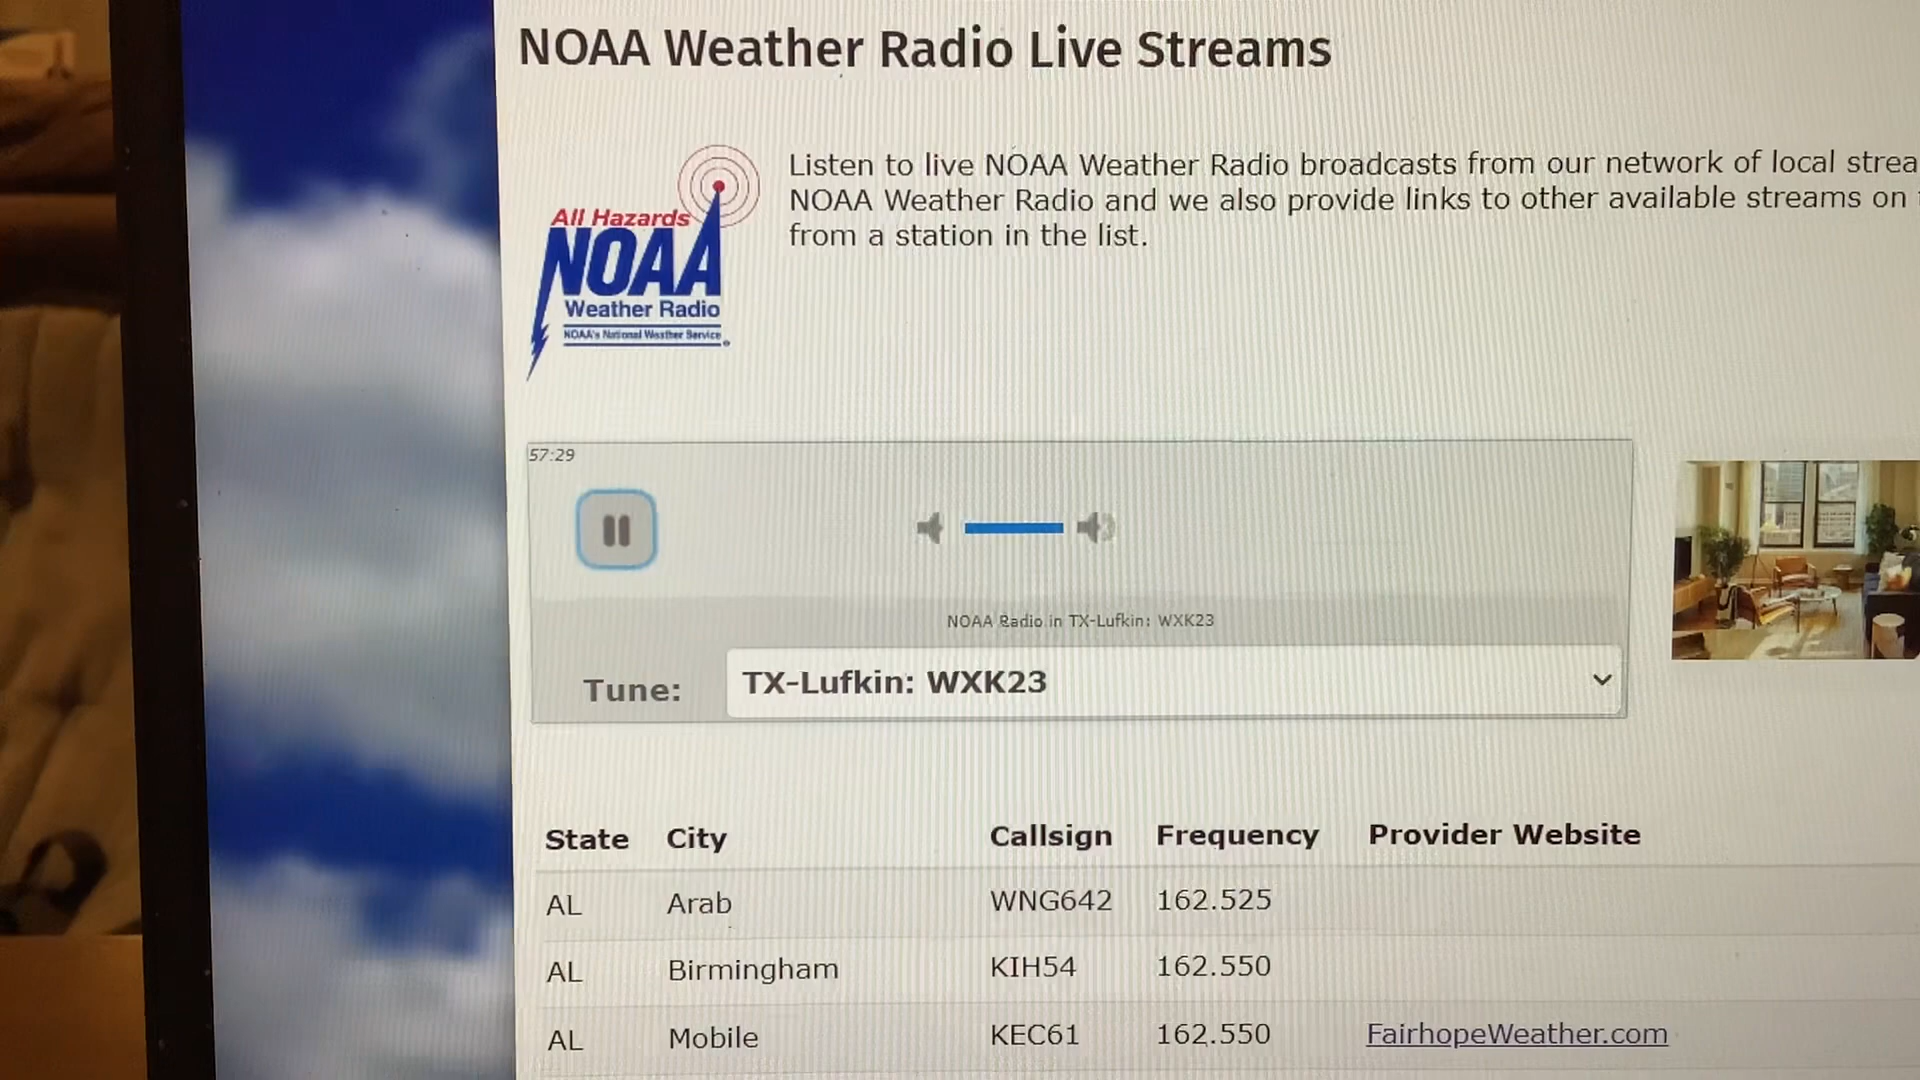 NOAA Weather Radio Live Streams
All Hazards
NOAA
Weather Radio
NOAA's National Weather Service
Listen to live NOAA Weather Radio broadcasts from our network of local strea
NOAA Weather Radio and we also provide links to other available streams on
from a station in the list.
57:29
NOAA Radio in TX-Lufkin: WXK23
Tune: TX-Lufkin: WXK23
State City Callsign Frequency Provider Website
AL Arab WNG642 162.525
AL Birmingham KIH54 162.550
AL Mobile KEC61 162.550 FairhopeWeather.com